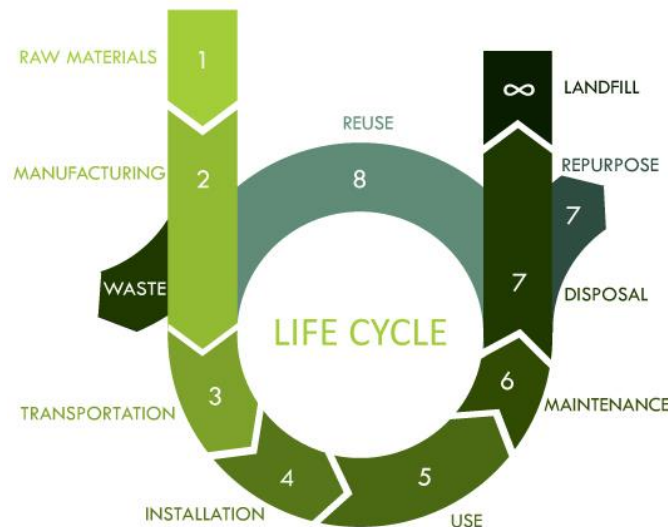 RAW MATERIALS
1
∞
LANDFILL
REUSE
REPURPOSE
MANUFACTURING
2
8
7
WASTE
7
DISPOSAL
LIFE CYCLE
6
3
MAINTENANCE
TRANSPORTATION
4
5
INSTALLATION
USE